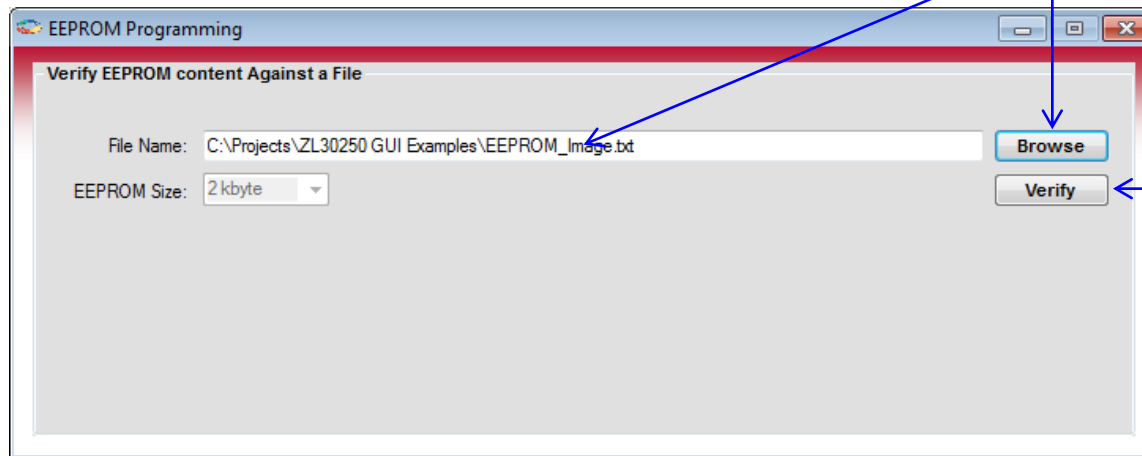 EEPROM Programming
Verify EEPROM content Against a File
File Name: C:\Projects\ZL30250 GUI Examples\EEPROM_Image.txt Browse
EEPROM Size: 2 kbyte Verify